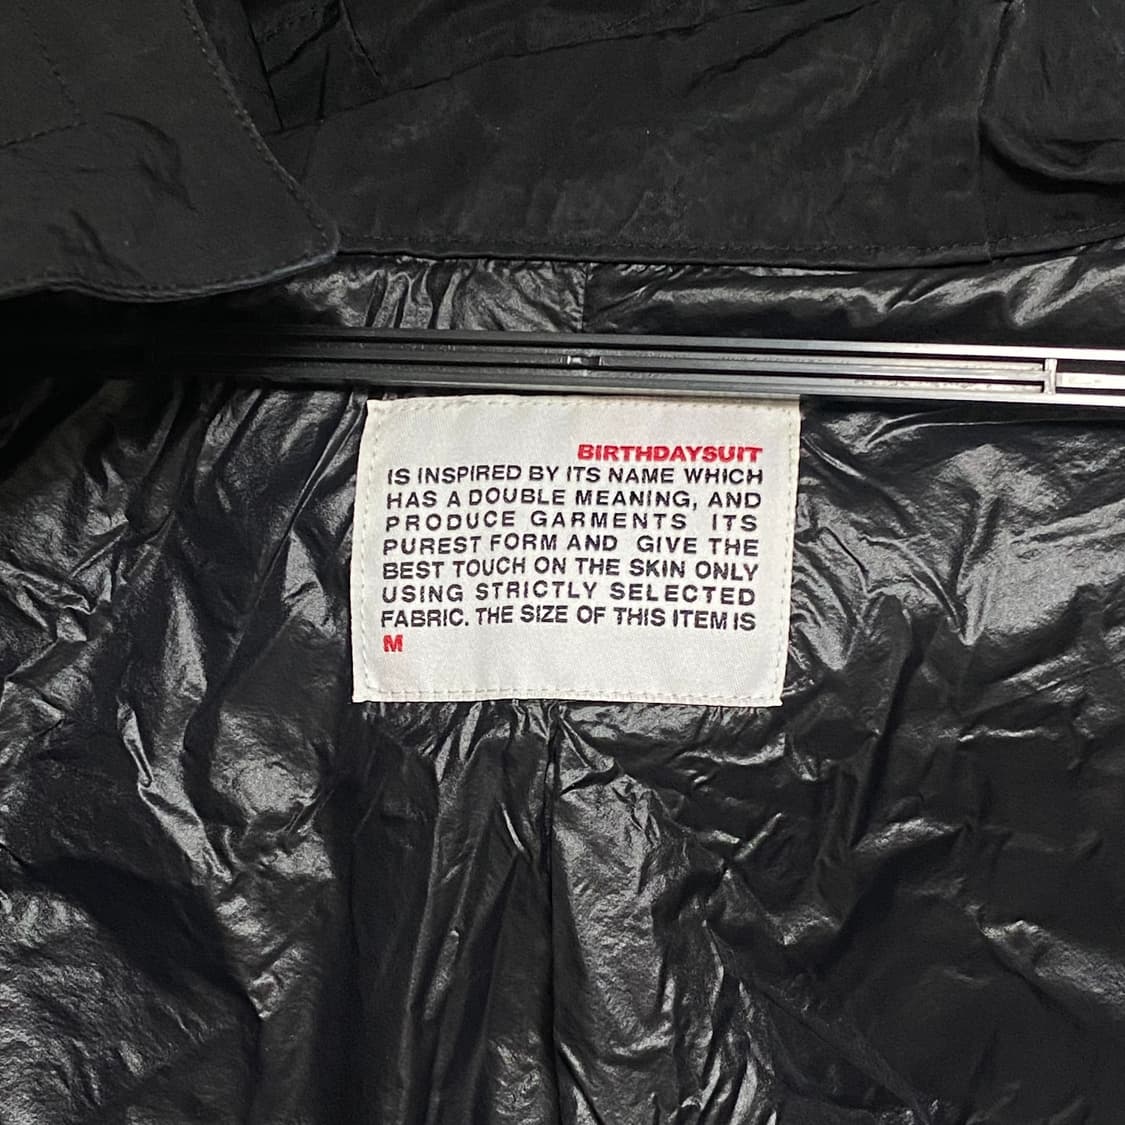 BIRTHDAYSUIT
IS INSPIRED BY ITS NAME WHICH
HAS A DOUBLE MEANING, AND
PRODUCE GARMENTS ITS
PUREST FORM AND GIVE THE
BEST TOUCH ON THE SKIN ONLY
USING STRICTLY SELECTED
FABRIC. THE SIZE OF THIS ITEM IS
M